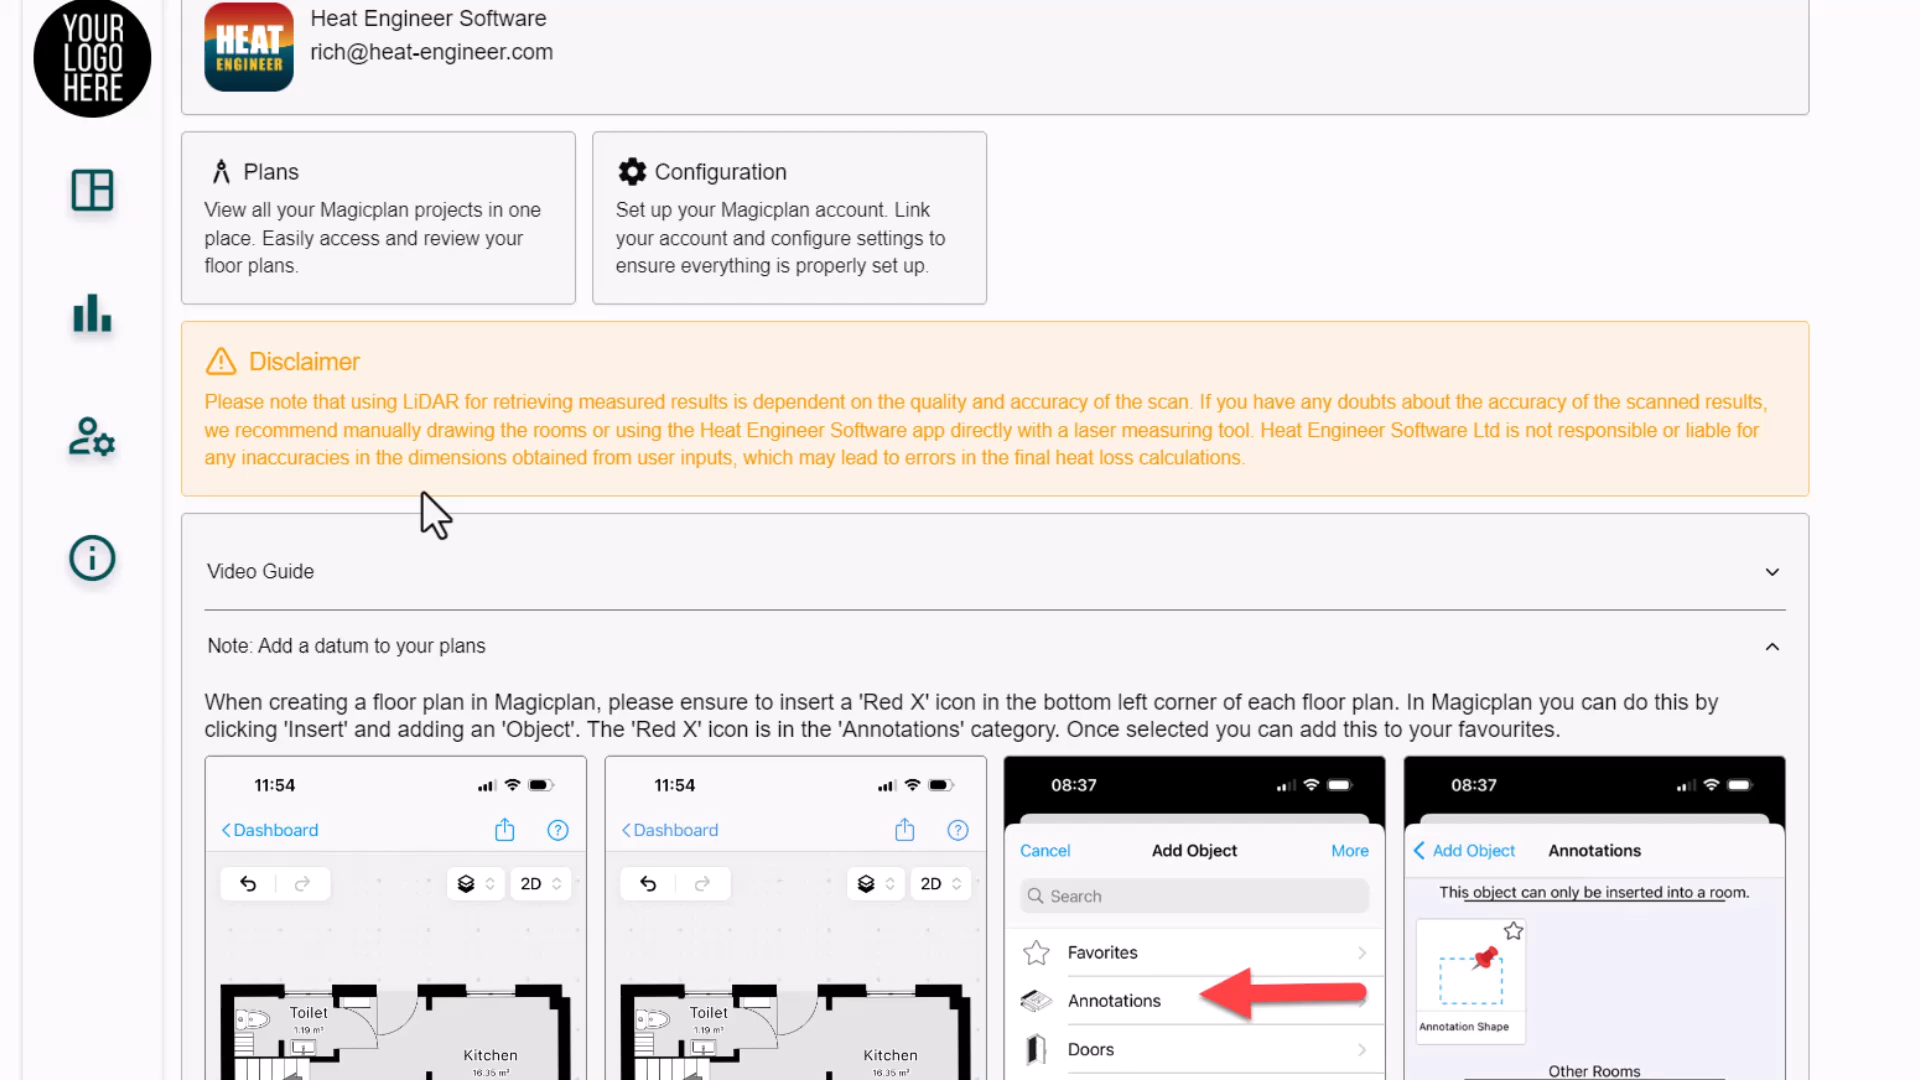 YOUR
LOGO
HERE
HEAT
ENGINEER
Heat Engineer Software
rich@heat-engineer.com
Plans
View all your Magicplan projects in one
place. Easily access and review your
floor plans.
Configuration
Set up your Magicplan account. Link
your account and configure settings to
ensure everything is properly set up.
Disclaimer
Please note that using LiDAR for retrieving measured results is dependent on the quality and accuracy of the scan. If you have any doubts about the accuracy of the scanned results,
we recommend manually drawing the rooms or using the Heat Engineer Software app directly with a laser measuring tool. Heat Engineer Software Ltd is not responsible or liable for
any inaccuracies in the dimensions obtained from user inputs, which may lead to errors in the final heat loss calculations.
Video Guide
Note: Add a datum to your plans
When creating a floor plan in Magicplan, please ensure to insert a 'Red X' icon in the bottom left corner of each floor plan. In Magicplan you can do this by
clicking 'Insert' and adding an 'Object'. The 'Red X' icon is in the 'Annotations' category. Once selected you can add this to your favourites.
11:54
Dashboard
2D
Toilet
1.19 m²
Kitchen
16.35 m²
11:54
Dashboard
2D
Toilet
1.19 m²
Kitchen
16.35 m²
08:37
Cancel
Add Object
More
Search
Favorites
Annotations
Doors
08:37
Add Object
Annotations
This object can only be inserted into a room.
Annotation Shape
Other Rooms